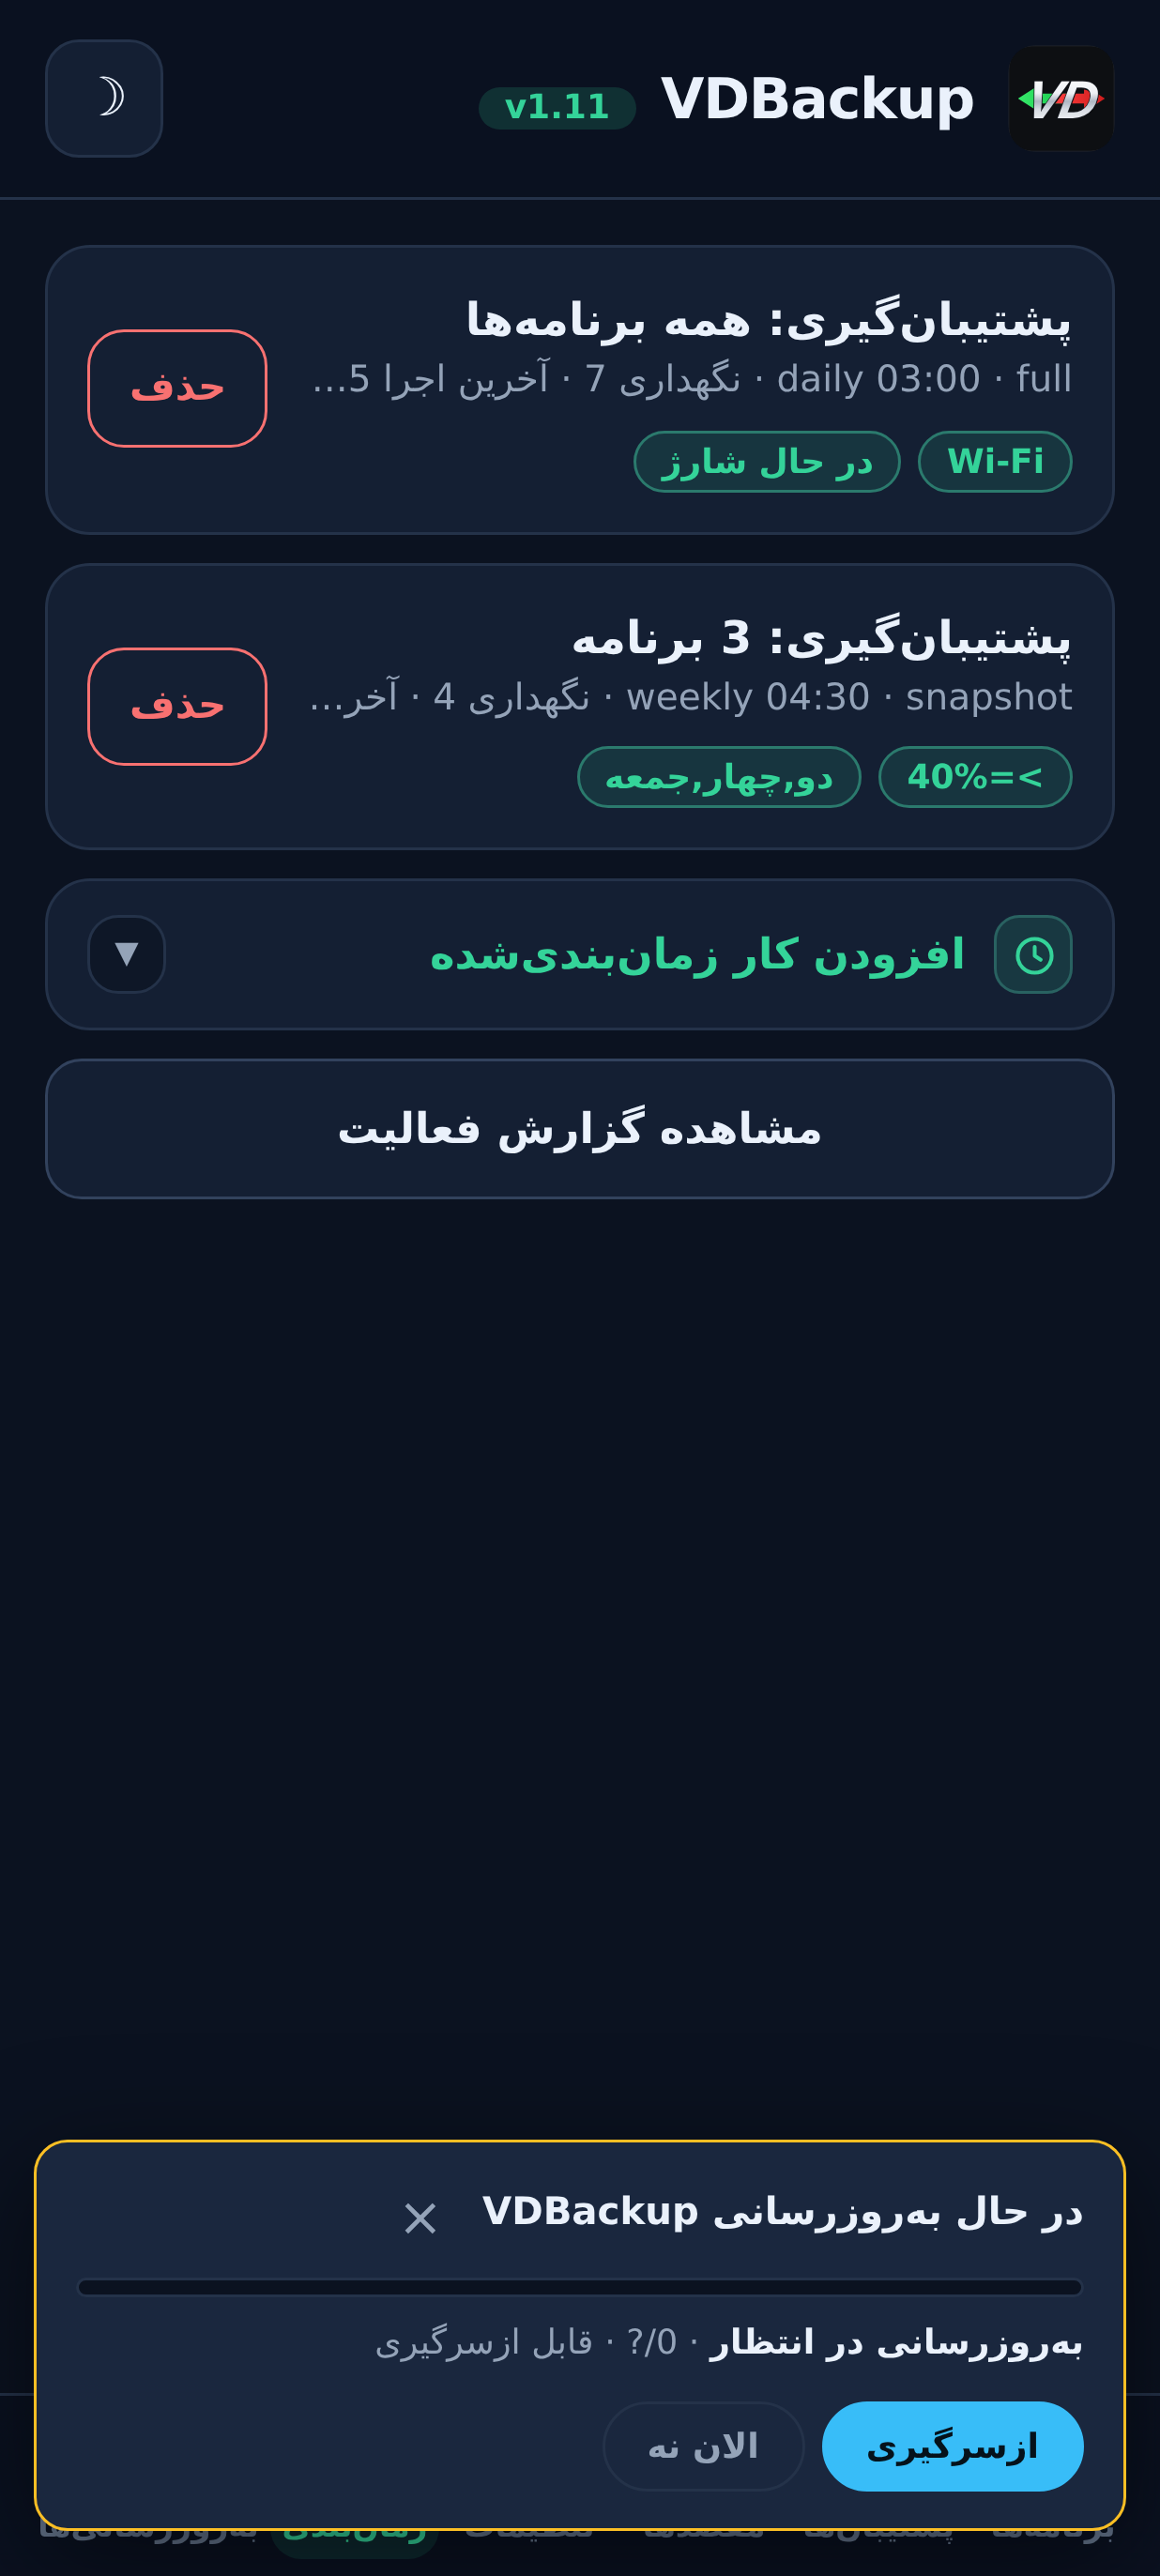 VD VDBackup v1.11
پشتیبان‌گیری: همه برنامه‌ها
full · daily 03:00 · نگهداری 7 · آخرین اجرا 5…
Wi-Fi
در حال شارژ
حذف
پشتیبان‌گیری: 3 برنامه
snapshot · weekly 04:30 · نگهداری 4 · آخر…
>=40%
دو,چهار,جمعه
حذف
افزودن کار زمان‌بندی‌شده
مشاهده گزارش فعالیت
در حال به‌روزرسانی VDBackup
به‌روزرسانی در انتظار · 0/? · قابل ازسرگیری
ازسرگیری
الان نه